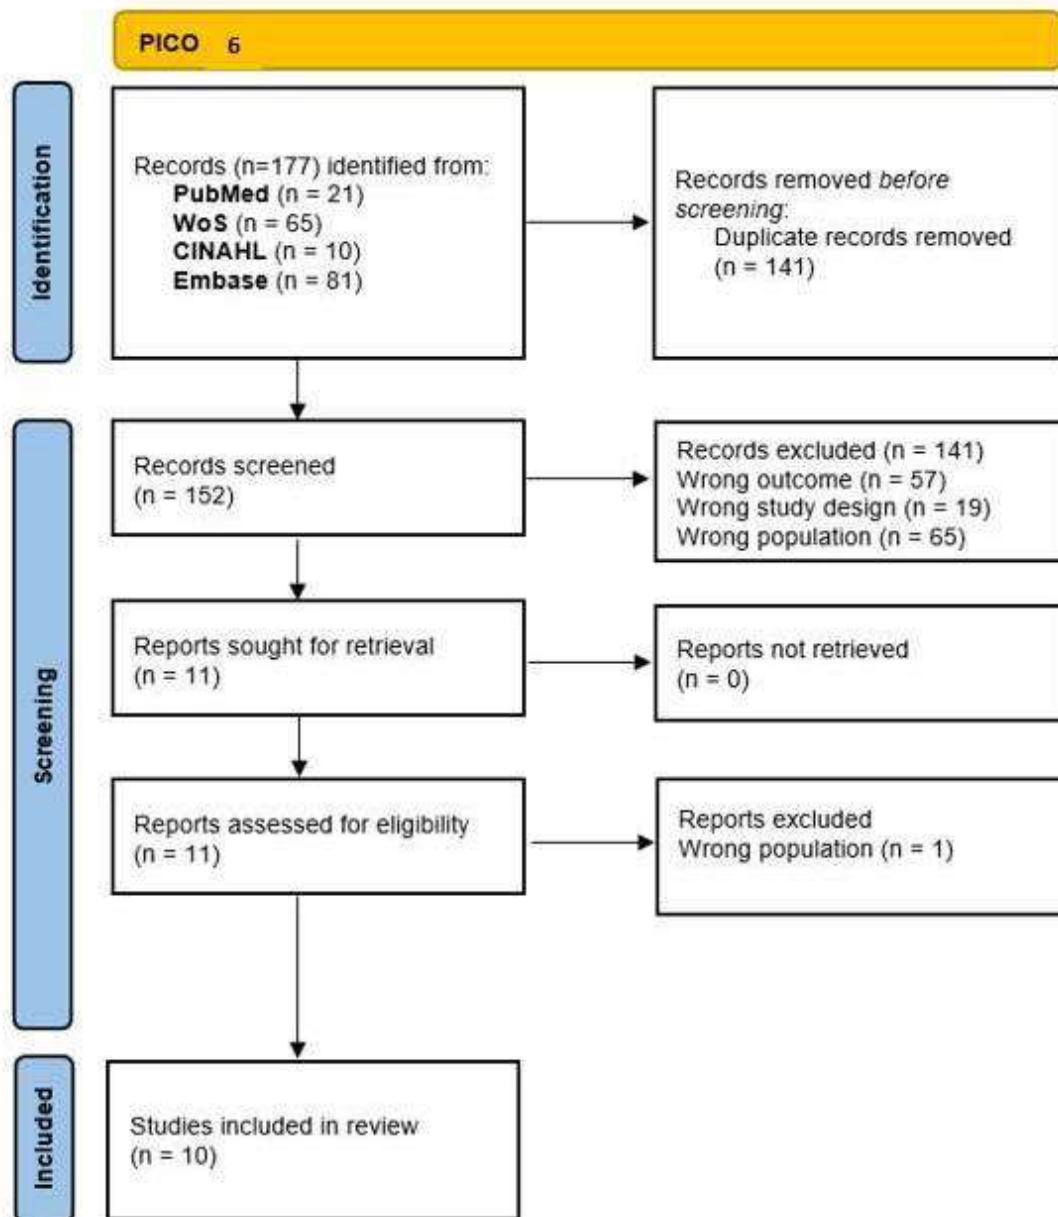 PICO 6
Identification
Records (n=177) identified from:
PubMed (n = 21)
WoS (n = 65)
CINAHL (n = 10)
Embase (n = 81)
Records removed before
screening:
Duplicate records removed
(n = 141)
Screening
Records screened
(n = 152)
Records excluded (n = 141)
Wrong outcome (n = 57)
Wrong study design (n = 19)
Wrong population (n = 65)
Reports sought for retrieval
(n = 11)
Reports not retrieved
(n = 0)
Reports assessed for eligibility
(n = 11)
Reports excluded
Wrong population (n = 1)
Included
Studies included in review
(n = 10)